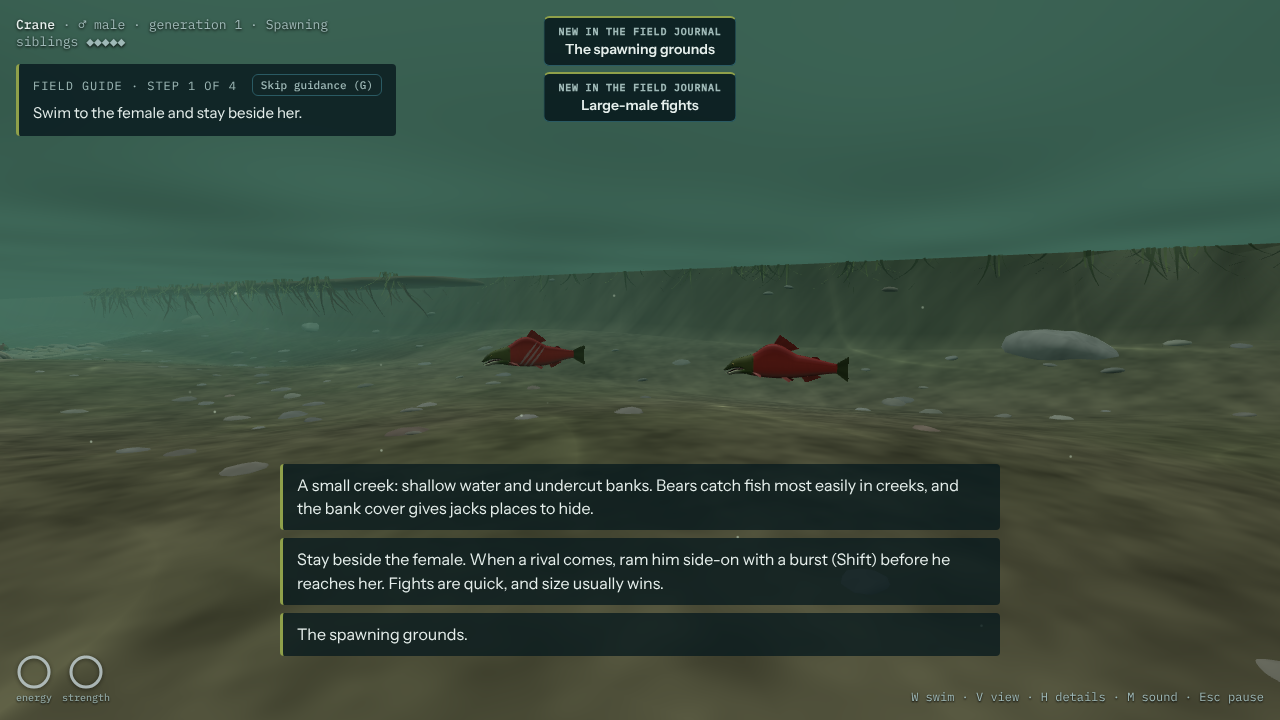 Crane · ♂ male · generation 1 · Spawning
siblings ◆◆◆◆◆
FIELD GUIDE · STEP 1 OF 4
Skip guidance (G)
Swim to the female and stay beside her.
NEW IN THE FIELD JOURNAL
The spawning grounds
NEW IN THE FIELD JOURNAL
Large-male fights
A small creek: shallow water and undercut banks. Bears catch fish most easily in creeks, and
the bank cover gives jacks places to hide.
Stay beside the female. When a rival comes, ram him side-on with a burst (Shift) before he
reaches her. Fights are quick, and size usually wins.
The spawning grounds.
energy strength
W swim · V view · H details · M sound · Esc pause